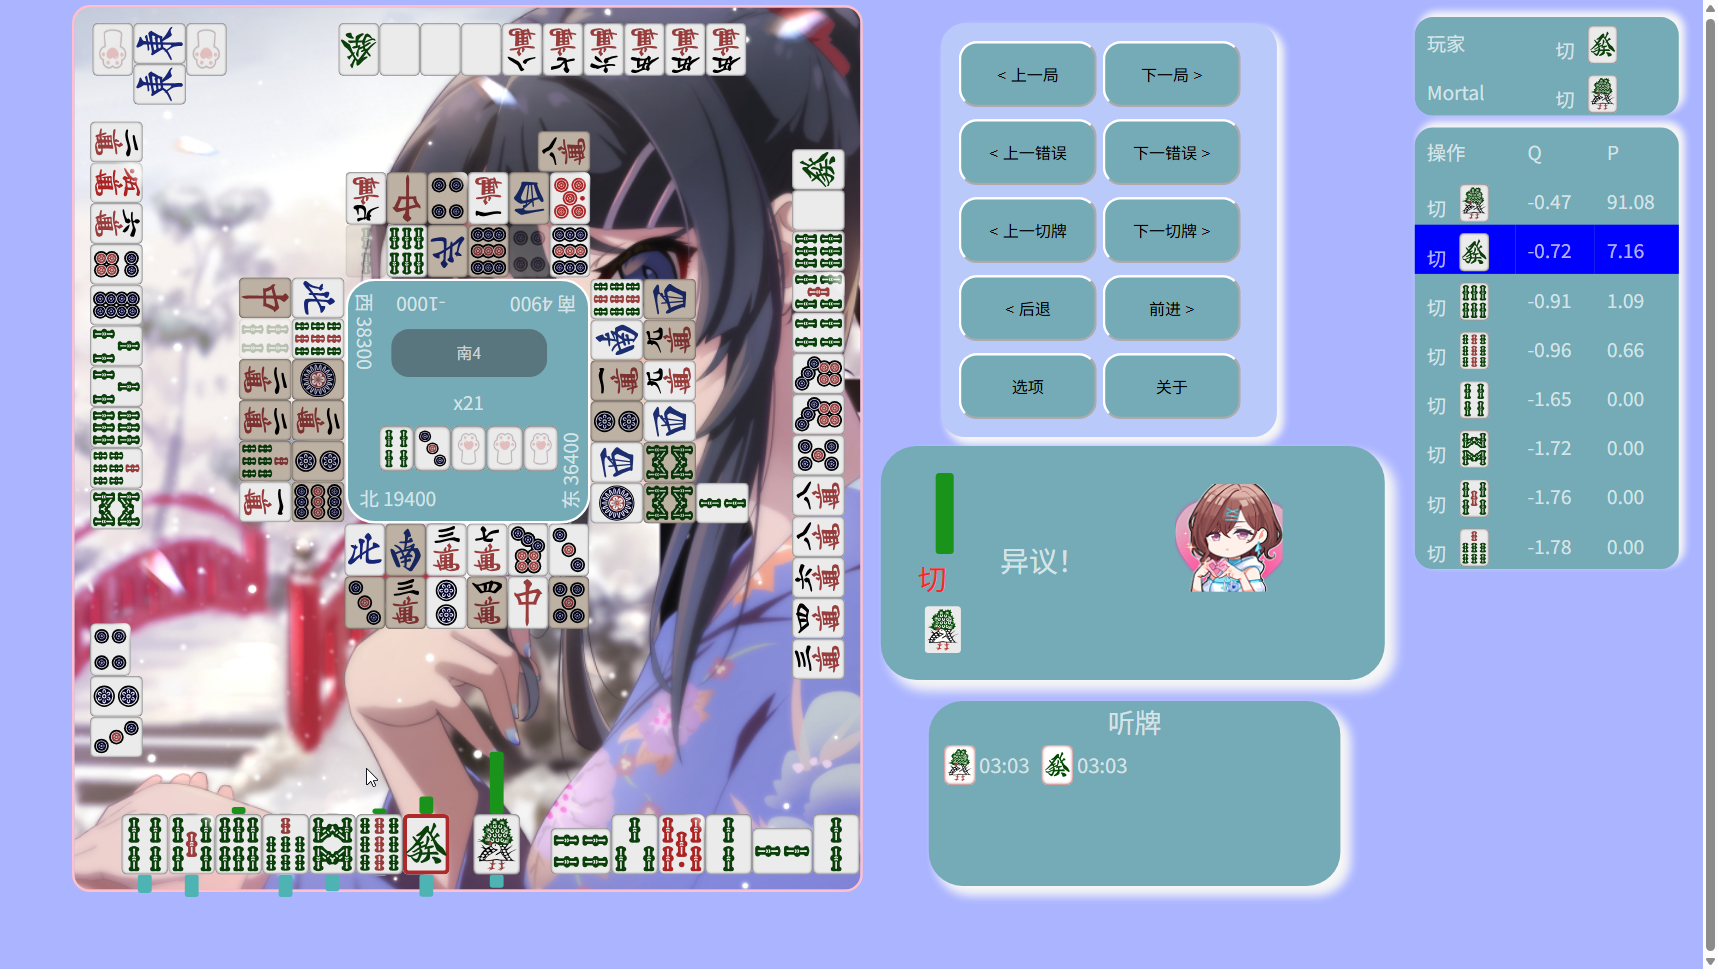 西 38300
-1000
南 4900
南4
x21
北 19400
东 36400
< 上一局
下一局 >
< 上一错误
下一错误 >
< 上一切牌
下一切牌 >
< 后退
前进 >
选项
关于
切
异议！
听牌
03:03
03:03
玩家 切
Mortal 切
操作 Q P
切 -0.47 91.08
切 -0.72 7.16
切 -0.91 1.09
切 -0.96 0.66
切 -1.65 0.00
切 -1.72 0.00
切 -1.76 0.00
切 -1.78 0.00